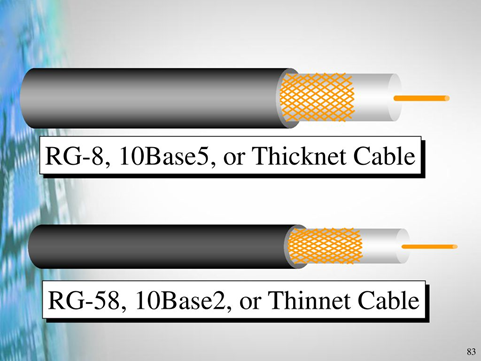 RG-8, 10Base5, or Thicknet Cable
RG-58, 10Base2, or Thinnet Cable
83